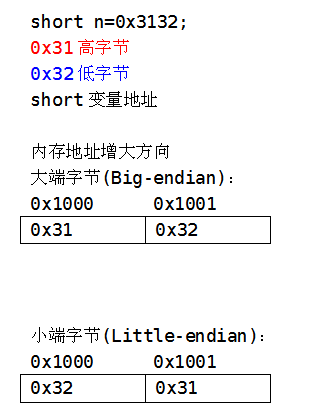 short n=0x3132;
0x31 高字节
0x32 低字节
short 变量地址
内存地址增大方向
大端字节(Big-endian):
0x1000 0x1001
0x31 0x32
小端字节(Little-endian):
0x1000 0x1001
0x32 0x31